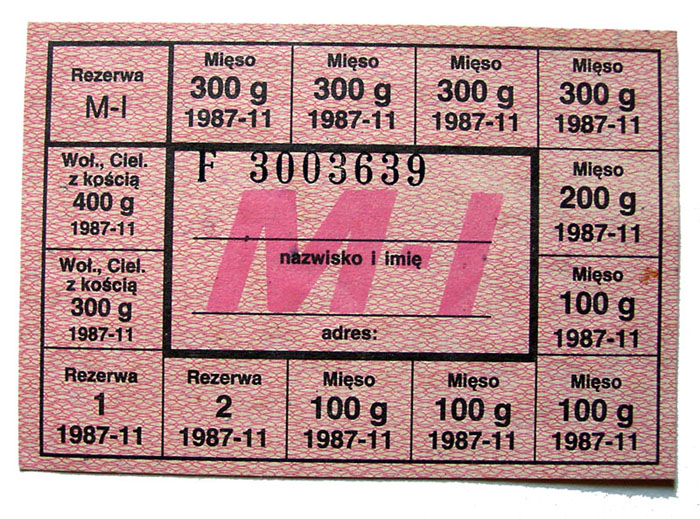 Rezerwa
M-I
Mięso
300 g
1987-11
Mięso
300 g
1987-11
Mięso
300 g
1987-11
Mięso
300 g
1987-11
Woł., Ciel.
z kością
400 g
1987-11
F 3003639
M-I
nazwisko i imię
adres:
Mięso
200 g
1987-11
Woł., Ciel.
z kością
300 g
1987-11
Mięso
100 g
1987-11
Rezerwa
1
1987-11
Rezerwa
2
1987-11
Mięso
100 g
1987-11
Mięso
100 g
1987-11
Mięso
100 g
1987-11